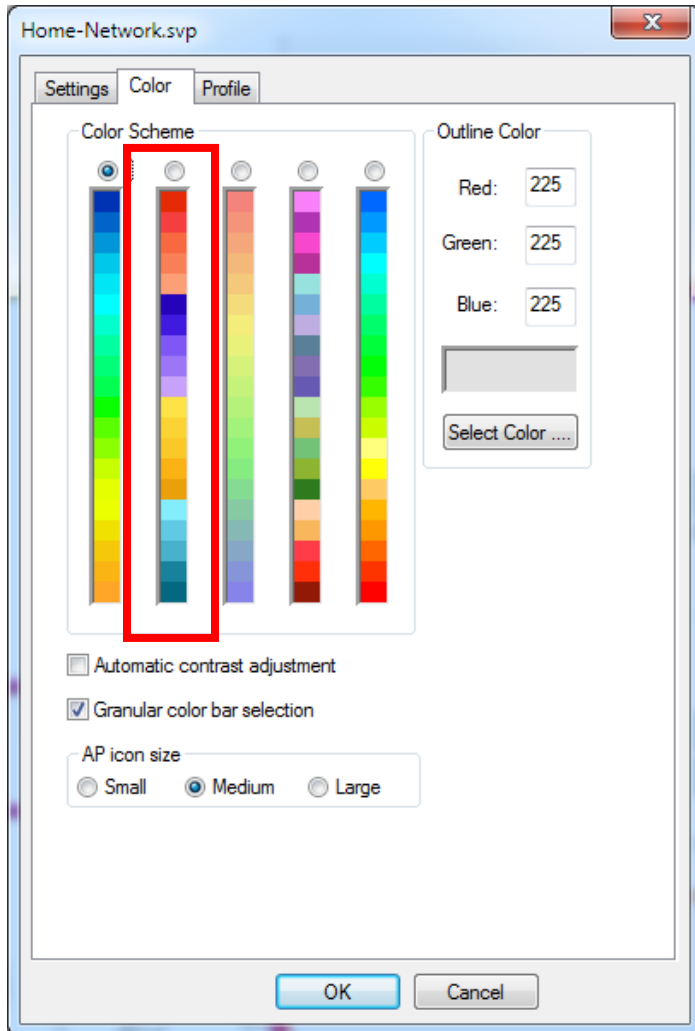 Home-Network.svp
Settings Color Profile
Color Scheme
Outline Color
Red: 225
Green: 225
Blue: 225
Select Color ....
Automatic contrast adjustment
Granular color bar selection
AP icon size
Small Medium Large
OK Cancel